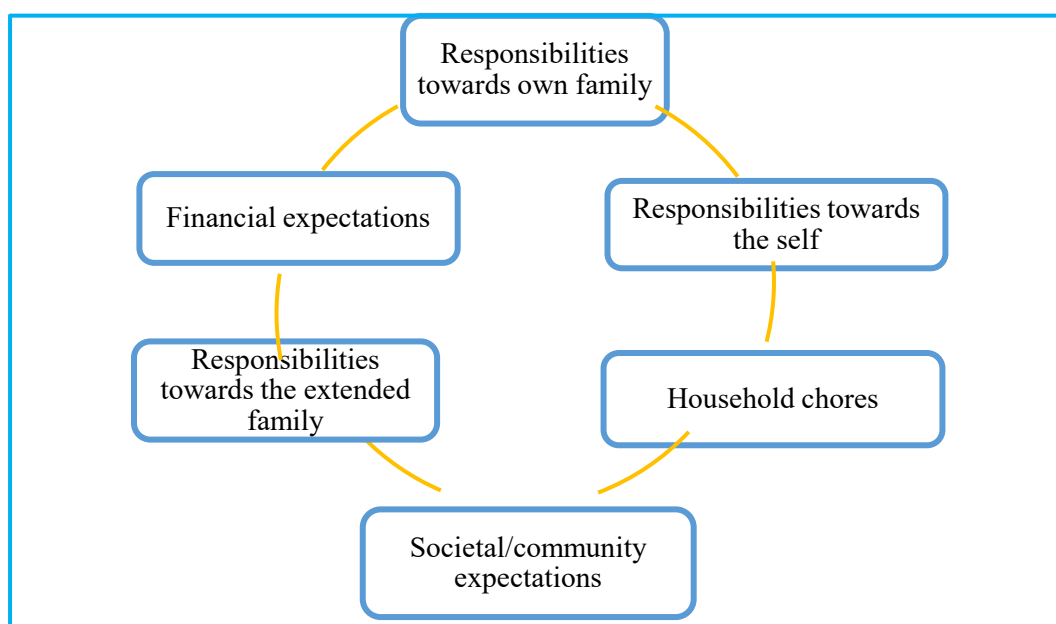 Responsibilities
towards own family
Financial expectations
Responsibilities towards
the self
Responsibilities
towards the extended
family
Household chores
Societal/community
expectations